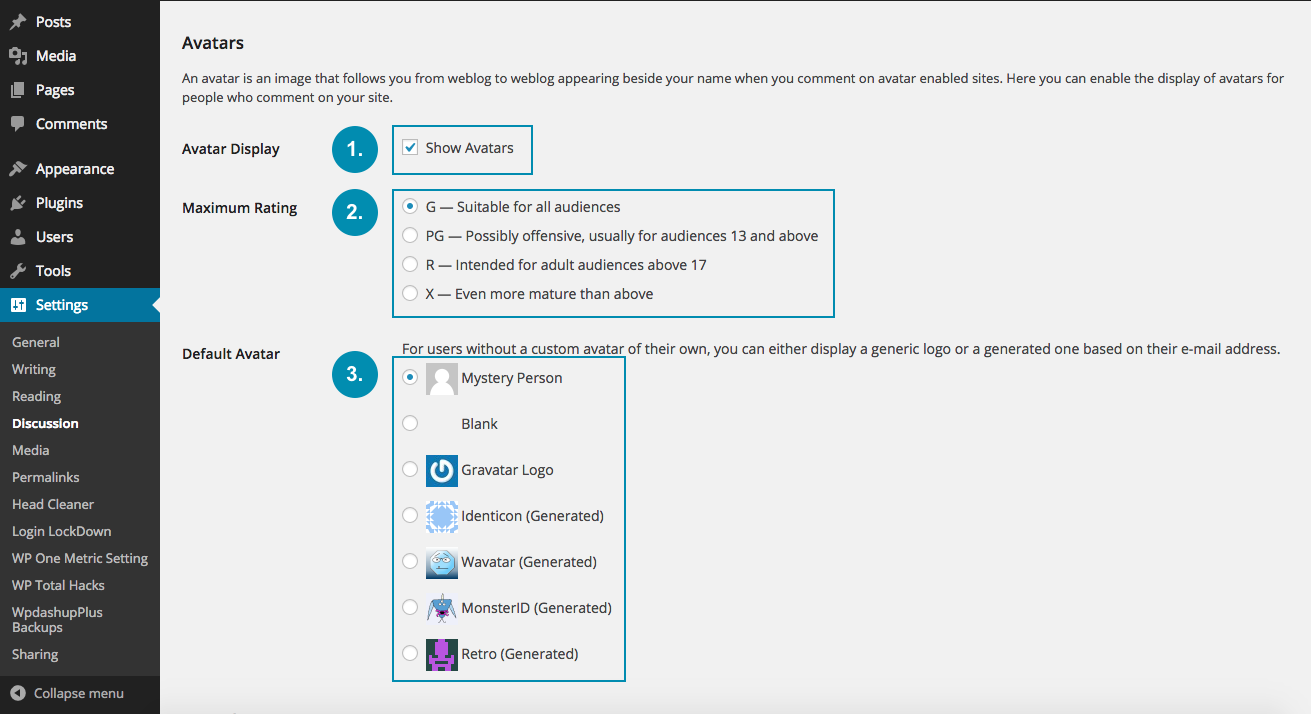 Posts
Media
Pages
Comments
Appearance
Plugins
Users
Tools
Settings
General
Writing
Reading
Discussion
Media
Permalinks
Head Cleaner
Login LockDown
WP One Metric Setting
WP Total Hacks
WpdashupPlus
Backups
Sharing
Collapse menu
Avatars
An avatar is an image that follows you from weblog to weblog appearing beside your name when you comment on avatar enabled sites. Here you can enable the display of avatars for
people who comment on your site.
Avatar Display 1. Show Avatars
Maximum Rating 2. G — Suitable for all audiences
PG — Possibly offensive, usually for audiences 13 and above
R — Intended for adult audiences above 17
X — Even more mature than above
Default Avatar For users without a custom avatar of their own, you can either display a generic logo or a generated one based on their e-mail address.
3. Mystery Person
Blank
Gravatar Logo
Identicon (Generated)
Wavatar (Generated)
MonsterID (Generated)
Retro (Generated)